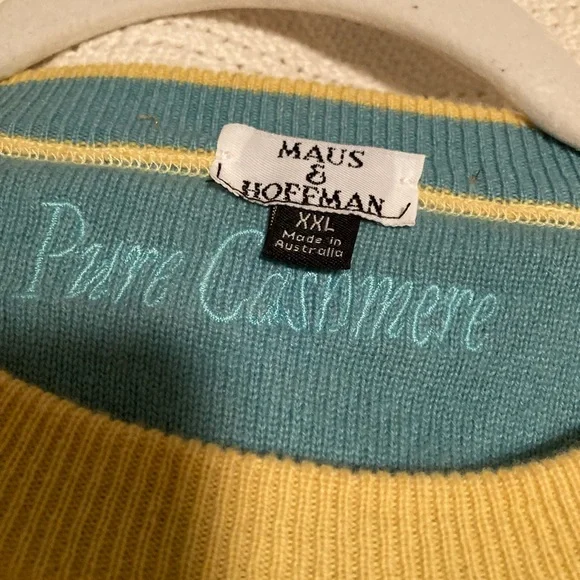 MAUS
&
HOFFMAN
XXL
Made in
Australia
Pure Cashmere